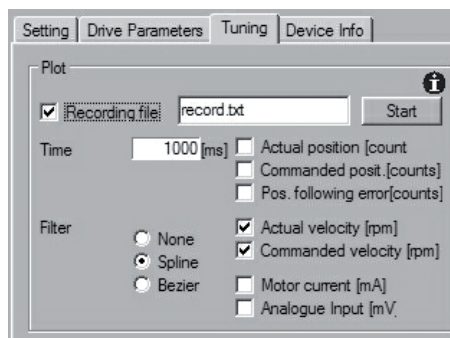 Setting Drive Parameters Tuning Device Info
Plot
Recording file record.txt Start
Time 1000 [ms] Actual position [count
Commanded posit.[counts]
Pos. following error[counts]
Filter Actual velocity [rpm]
None Commanded velocity [rpm]
Spline
Bezier Motor current [mA]
Analogue Input [mV]